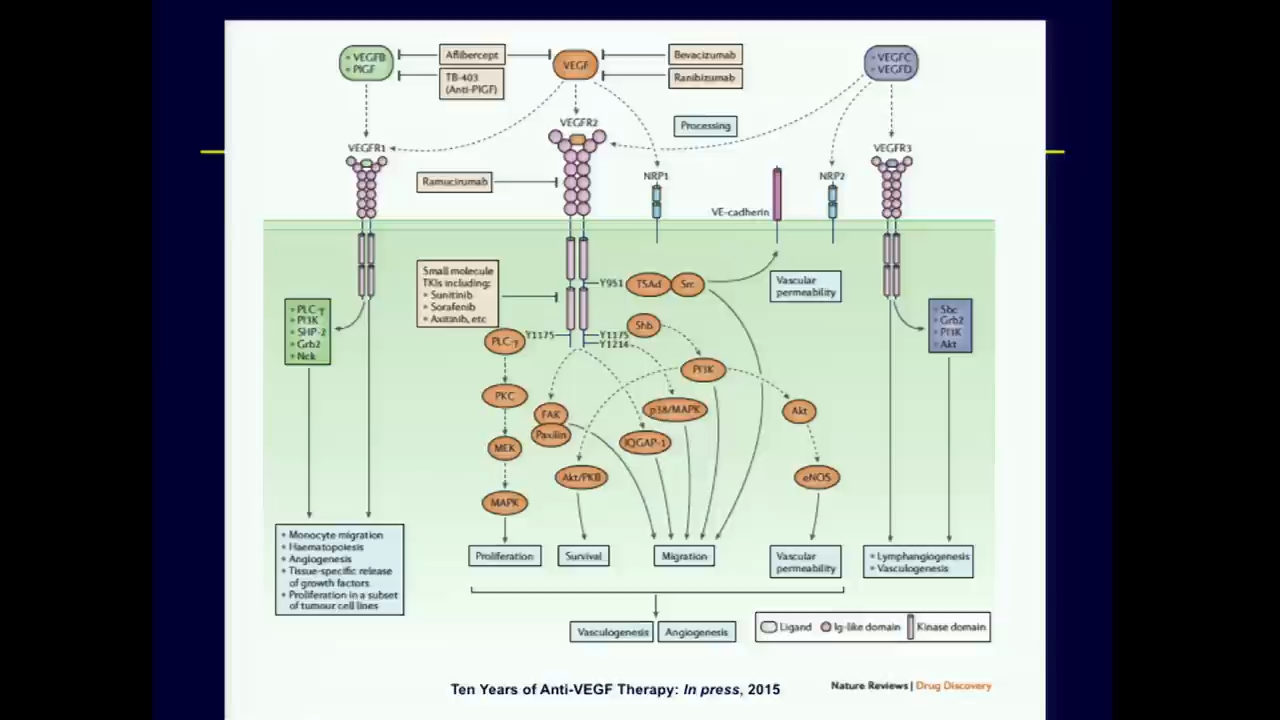 • VEGFB
• PlGF
Aflibercept
TB-403
(Anti-PlGF)
VEGF
Bevacizumab
Ranibizumab
• VEGFC
• VEGFD
VEGFR2
Processing
VEGFR1
VEGFR3
Ramucirumab
NRP1
NRP2
VE-cadherin
Small molecule
TKIs including:
• Sunitinib
• Sorafenib
• Axitinib, etc
Y951
TSAd
Src
Vascular
permeability
• PLC-γ
• PI3K
• SHP-2
• Grb2
• Nck
PLC-γ
Y1175
Y1175
Y1214
Shb
• Sbc
• Grb2
• PI3K
• Akt
PI3K
PKC
FAK
Paxilin
p38/MAPK
Akt
IQGAP-1
MEK
Akt/PKB
eNOS
MAPK
• Monocyte migration
• Haematopoiesis
• Angiogenesis
• Tissue-specific release
of growth factors
• Proliferation in a subset
of tumour cell lines
Proliferation
Survival
Migration
Vascular
permeability
• Lymphangiogenesis
• Vasculogenesis
Vasculogenesis
Angiogenesis
Ligand
Ig-like domain
Kinase domain
Ten Years of Anti-VEGF Therapy: In press, 2015
Nature Reviews | Drug Discovery